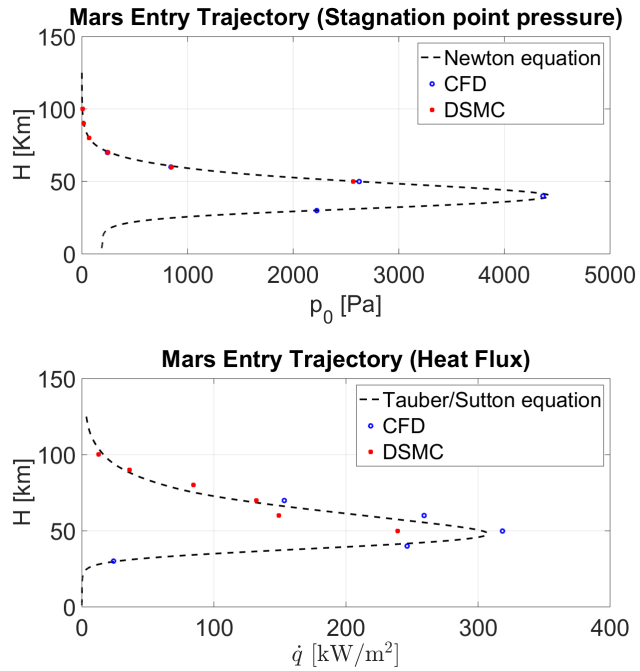 Mars Entry Trajectory (Stagnation point pressure)
150
100
50
0
H [Km]
Newton equation
CFD
DSMC
0 1000 2000 3000 4000 5000
p0 [Pa]
Mars Entry Trajectory (Heat Flux)
150
100
50
0
H [km]
Tauber/Sutton equation
CFD
DSMC
0 100 200 300 400
q̇ [kW/m²]